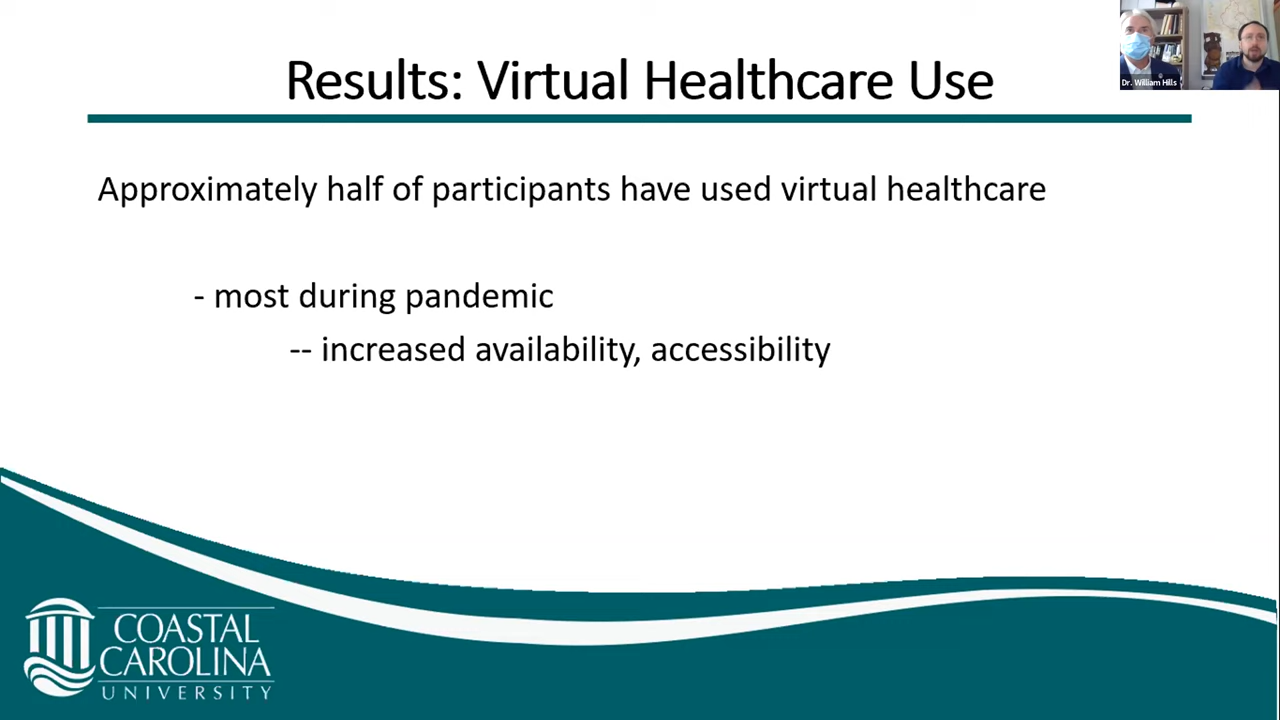 Results: Virtual Healthcare Use
Dr. William Hills
Approximately half of participants have used virtual healthcare
- most during pandemic
-- increased availability, accessibility
COASTAL
CAROLINA
UNIVERSITY